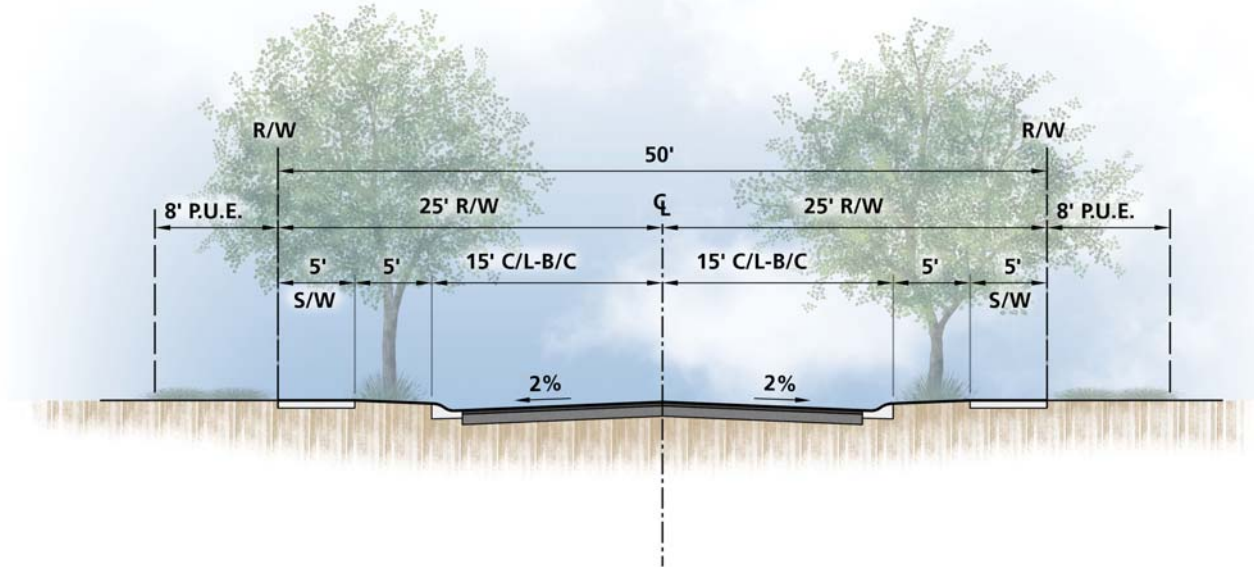 R/W
R/W
50'
8' P.U.E.
25' R/W
℄
25' R/W
8' P.U.E.
5'
5'
15' C/L-B/C
15' C/L-B/C
5'
5'
S/W
S/W
2%
2%